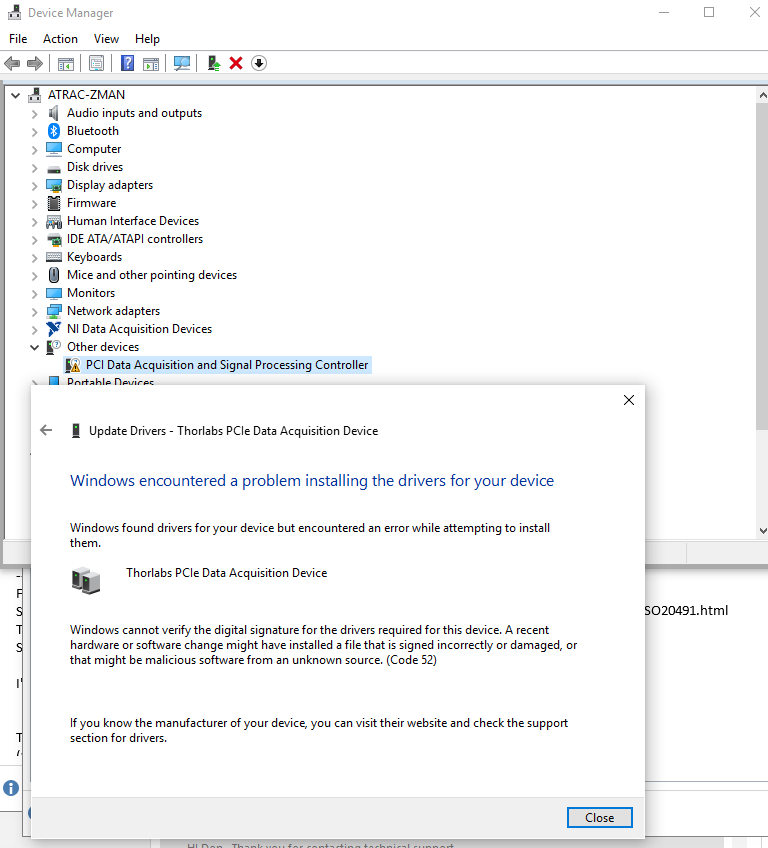 Device Manager
File Action View Help
ATRAC-ZMAN
Audio inputs and outputs
Bluetooth
Computer
Disk drives
Display adapters
Firmware
Human Interface Devices
IDE ATA/ATAPI controllers
Keyboards
Mice and other pointing devices
Monitors
Network adapters
NI Data Acquisition Devices
Other devices
PCI Data Acquisition and Signal Processing Controller
Portable Devices
Update Drivers - Thorlabs PCIe Data Acquisition Device
Windows encountered a problem installing the drivers for your device
Windows found drivers for your device but encountered an error while attempting to install
them.
Thorlabs PCIe Data Acquisition Device
SO20491.html
Windows cannot verify the digital signature for the drivers required for this device. A recent
hardware or software change might have installed a file that is signed incorrectly or damaged, or
that might be malicious software from an unknown source. (Code 52)
If you know the manufacturer of your device, you can visit their website and check the support
section for drivers.
Close
Thank you for contacting technical support